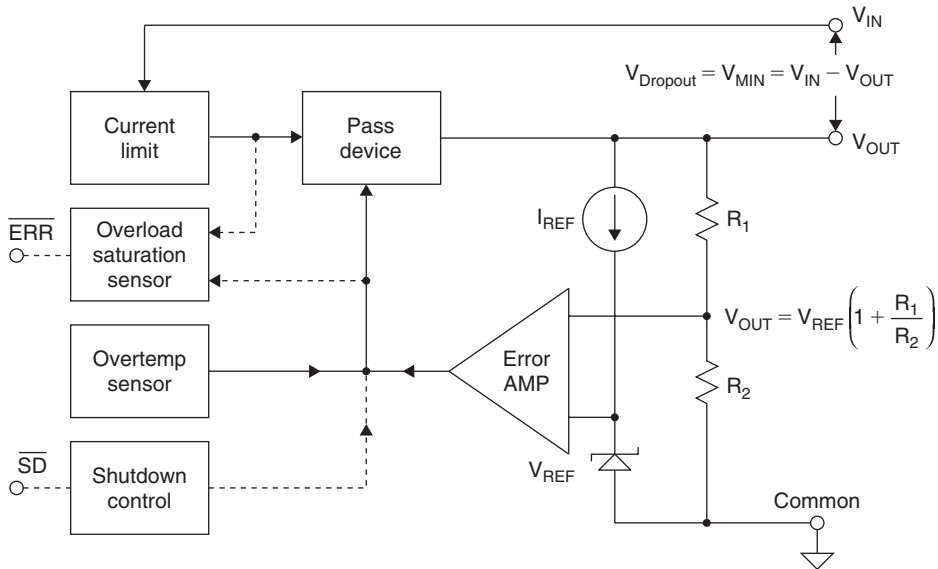 V_IN
V_Dropout = V_MIN = V_IN − V_OUT
Current
limit
Pass
device
V_OUT
ERR
Overload
saturation
sensor
I_REF
R_1
V_OUT = V_REF (1 + R_1/R_2)
Overtemp
sensor
Error
AMP
R_2
SD
Shutdown
control
V_REF
Common